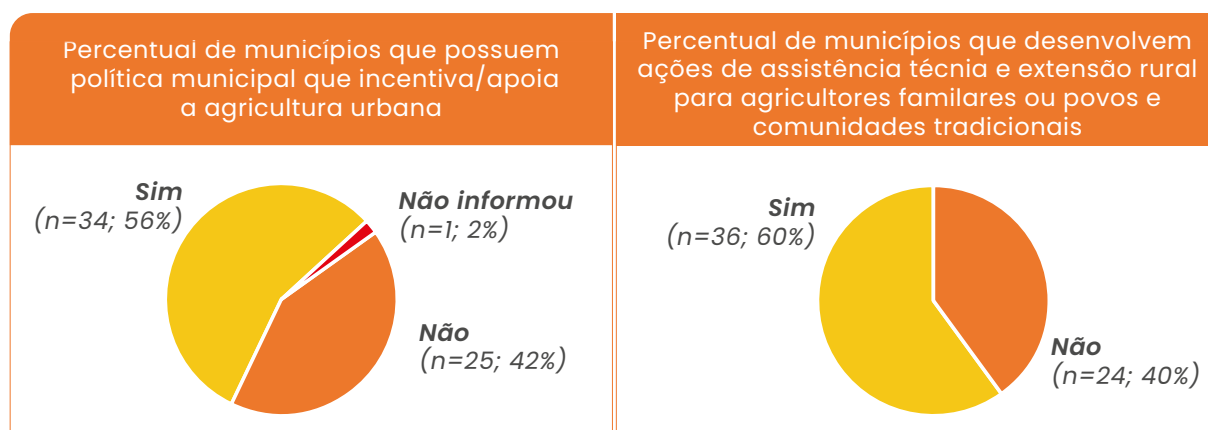 Percentual de municípios que possuem
política municipal que incentiva/apoia
a agricultura urbana
Sim
(n=34; 56%)
Não informou
(n=1; 2%)
Não
(n=25; 42%)
Percentual de municípios que desenvolvem
ações de assistência técnia e extensão rural
para agricultores familares ou povos e
comunidades tradicionais
Sim
(n=36; 60%)
Não
(n=24; 40%)